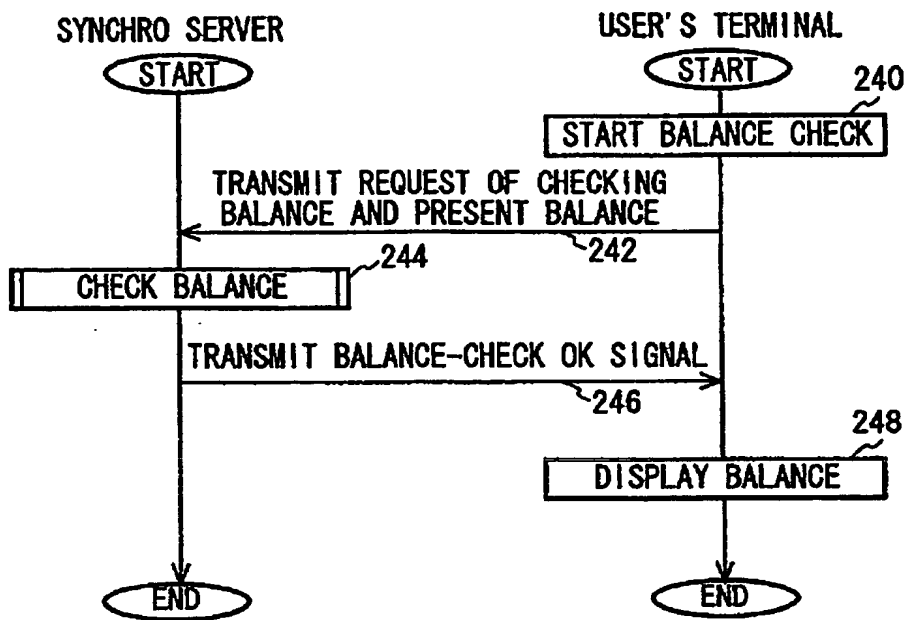 SYNCHRO SERVER
USER'S TERMINAL
START
START
240
START BALANCE CHECK
TRANSMIT REQUEST OF CHECKING
BALANCE AND PRESENT BALANCE
242
244
CHECK BALANCE
TRANSMIT BALANCE-CHECK OK SIGNAL
246
248
DISPLAY BALANCE
END
END